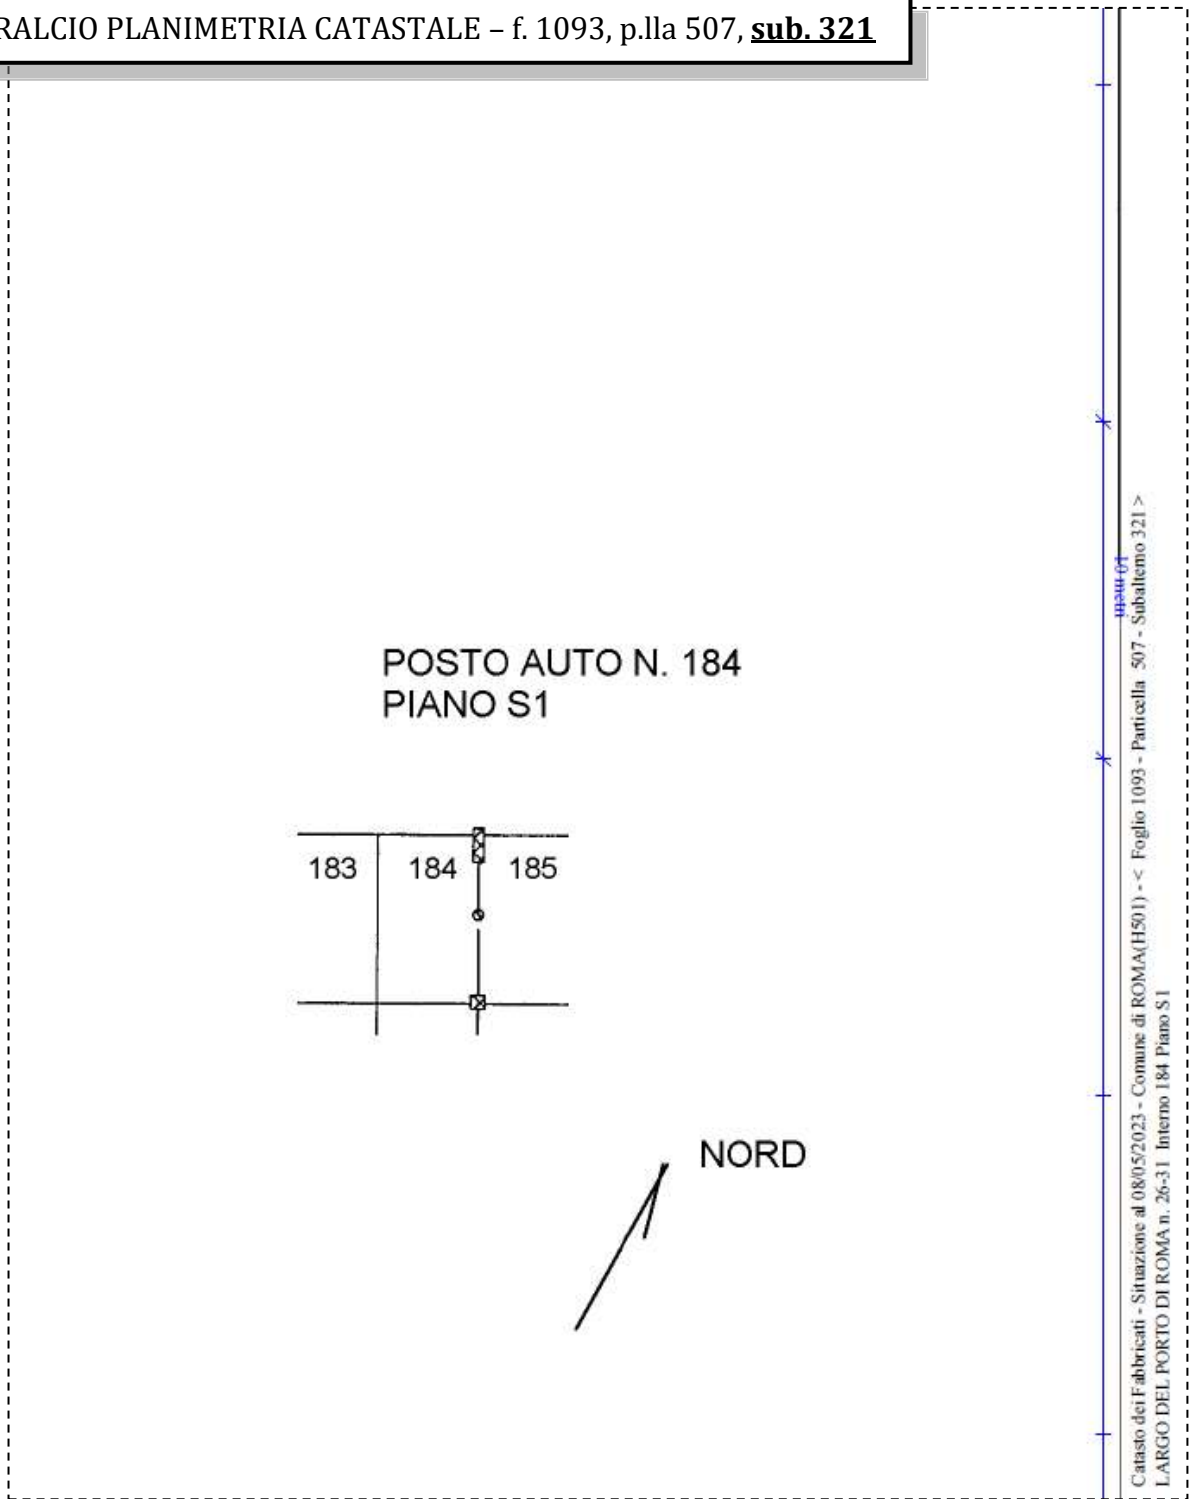 RALCIO PLANIMETRIA CATASTALE – f. 1093, p.lla 507, sub. 321
POSTO AUTO N. 184
PIANO S1
183
184
185
NORD
10 metri
Catasto dei Fabbricati - Situazione al 08/05/2023 - Comune di ROMA(H501) - < Foglio 1093 - Particella 507 - Subalterno 321 >
LARGO DEL PORTO DI ROMA n. 26-31 Interno 184 Piano S1